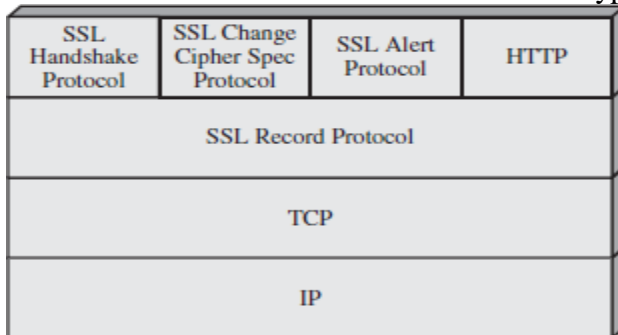 SSL
Handshake
Protocol
SSL Change
Cipher Spec
Protocol
SSL Alert
Protocol
HTTP
SSL Record Protocol
TCP
IP